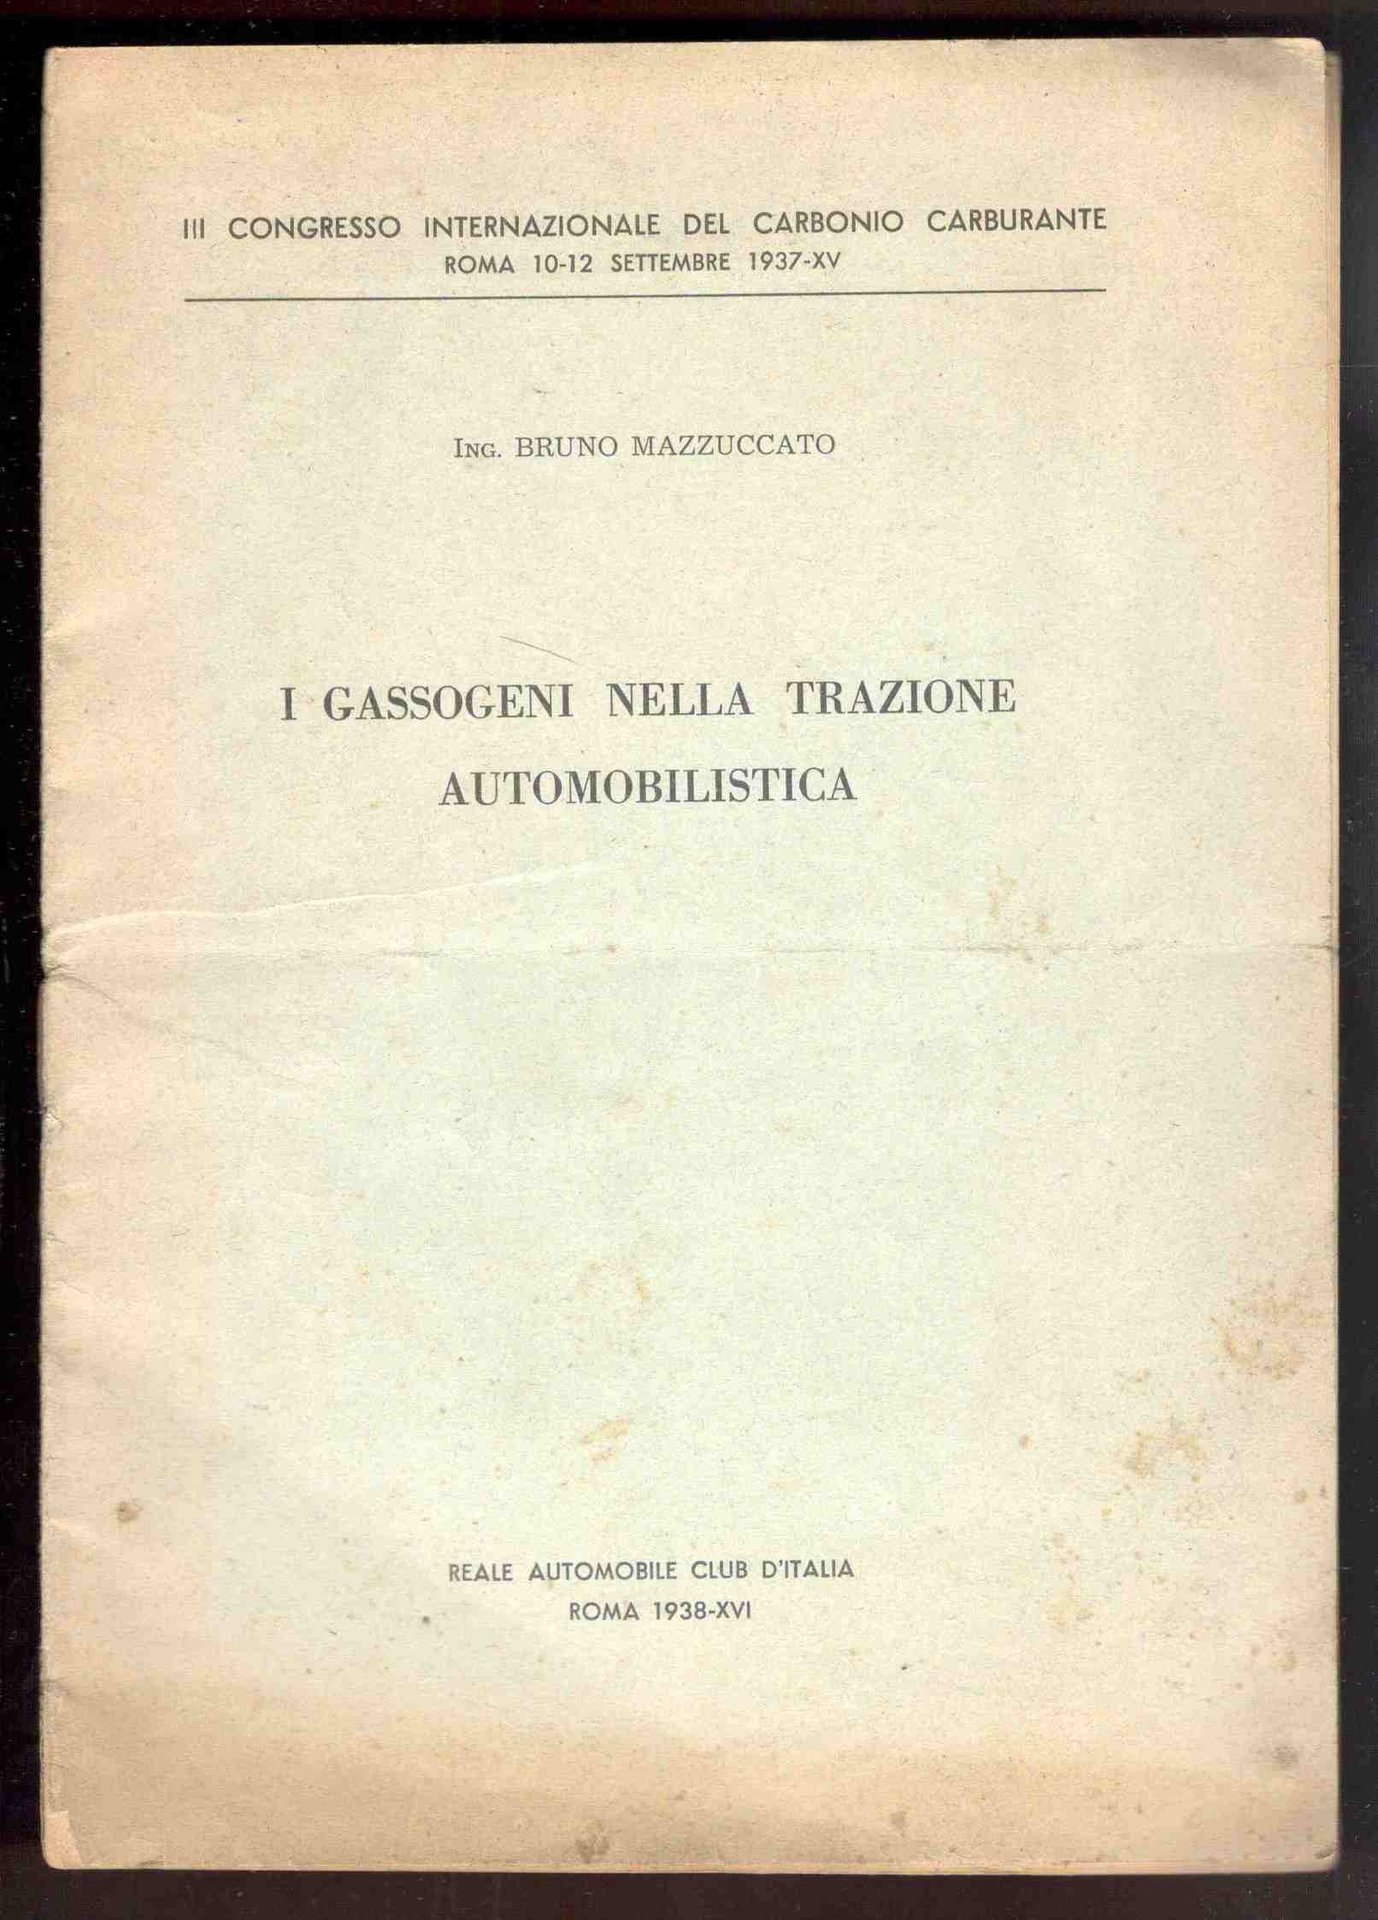 III CONGRESSO INTERNAZIONALE DEL CARBONIO CARBURANTE
ROMA 10-12 SETTEMBRE 1937-XV
ING. BRUNO MAZZUCCATO
I GASSOGENI NELLA TRAZIONE
AUTOMOBILISTICA
REALE AUTOMOBILE CLUB D'ITALIA
ROMA 1938-XVI